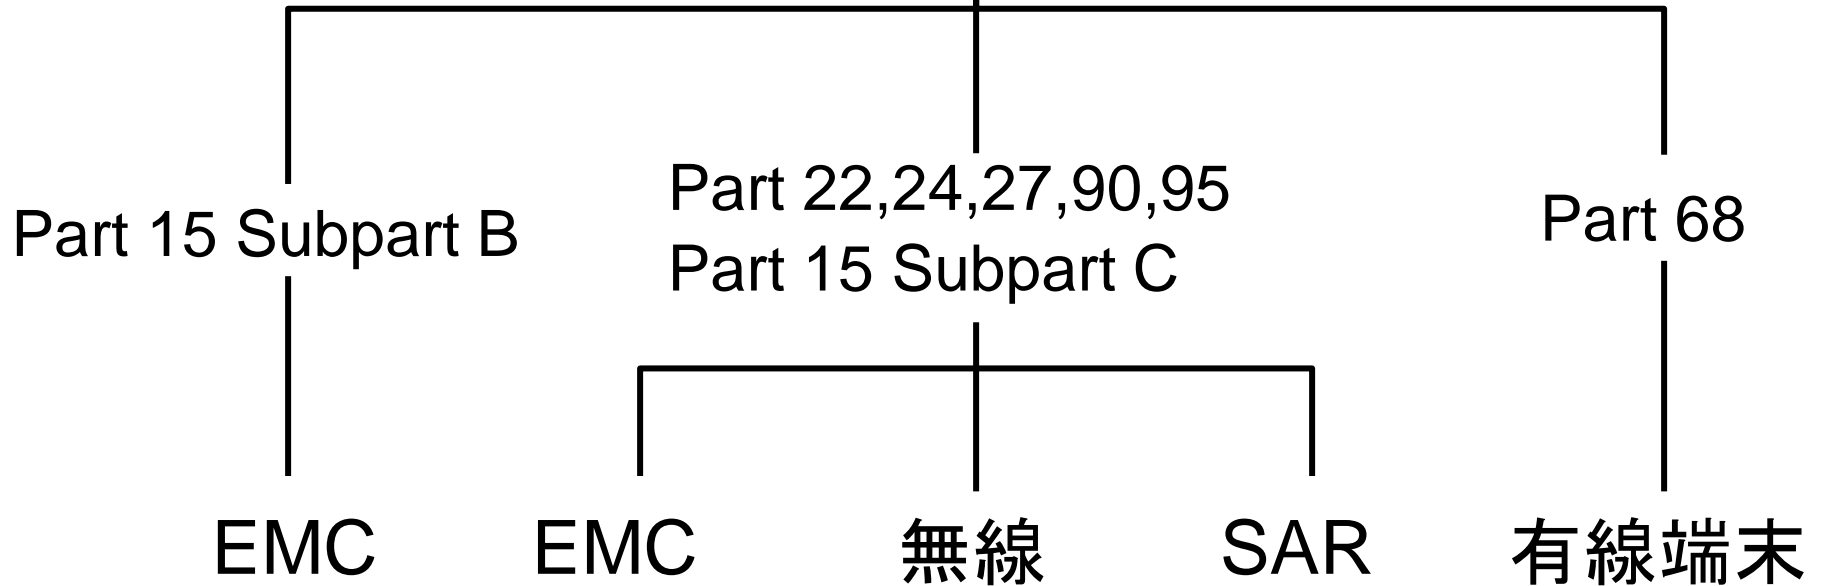 Part 15 Subpart B
Part 22,24,27,90,95
Part 15 Subpart C
Part 68
EMC
EMC
無線
SAR
有線端末